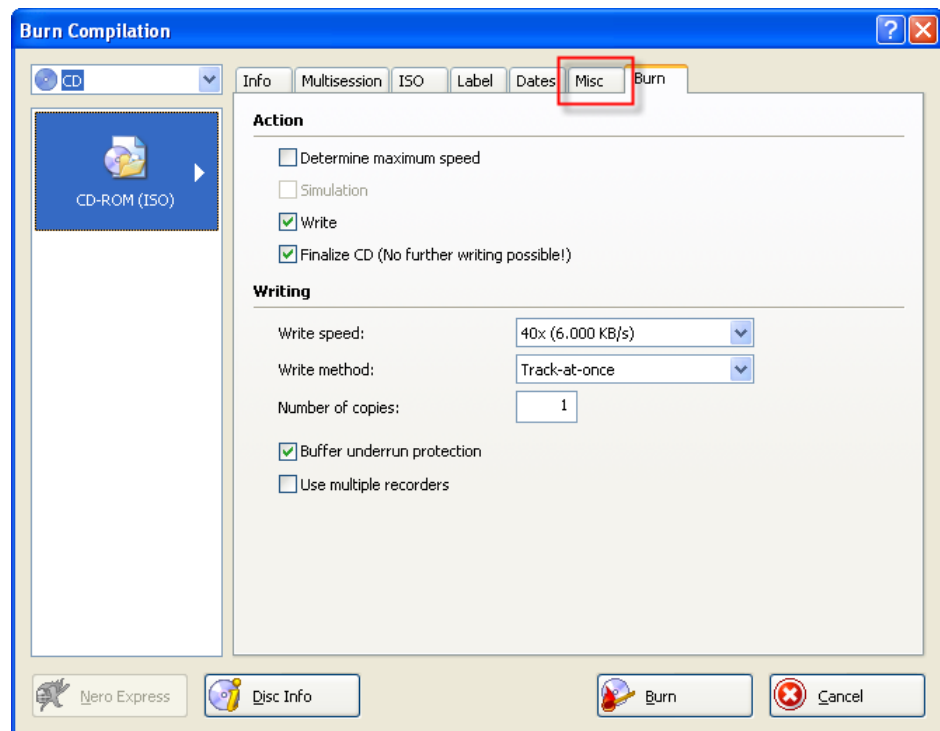 Burn Compilation
CD
Info Multisession ISO Label Dates Misc Burn
CD-ROM (ISO)
Action
Determine maximum speed
Simulation
Write
Finalize CD (No further writing possible!)
Writing
Write speed: 40x (6.000 KB/s)
Write method: Track-at-once
Number of copies: 1
Buffer underrun protection
Use multiple recorders
Nero Express Disc Info Burn Cancel